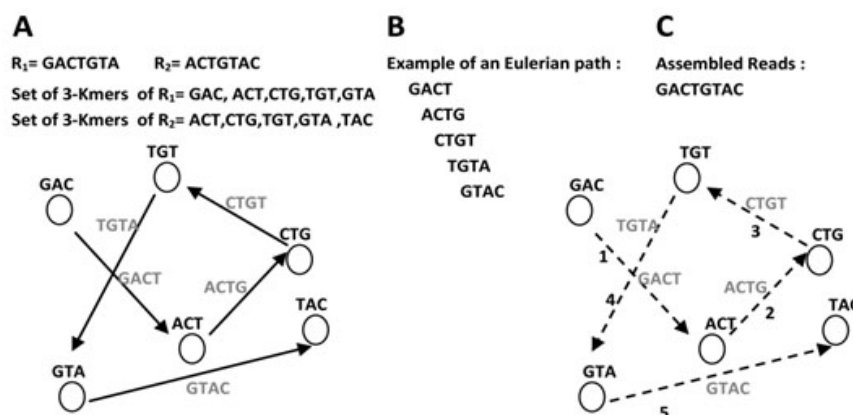 A
R₁= GACTGTA R₂= ACTGTAC
Set of 3-Kmers of R₁= GAC, ACT,CTG,TGT,GTA
Set of 3-Kmers of R₂= ACT,CTG,TGT,GTA ,TAC
TGT
GAC
CTGT
TGTA
CTG
GACT
ACTG
TAC
ACT
GTA
GTAC
B
Example of an Eulerian path :
GACT
ACTG
CTGT
TGTA
GTAC
C
Assembled Reads :
GACTGTAC
TGT
GAC
CTGT
TGTA
3
CTG
1
GACT
ACTG
4
2
TAC
ACT
GTA
GTAC
5